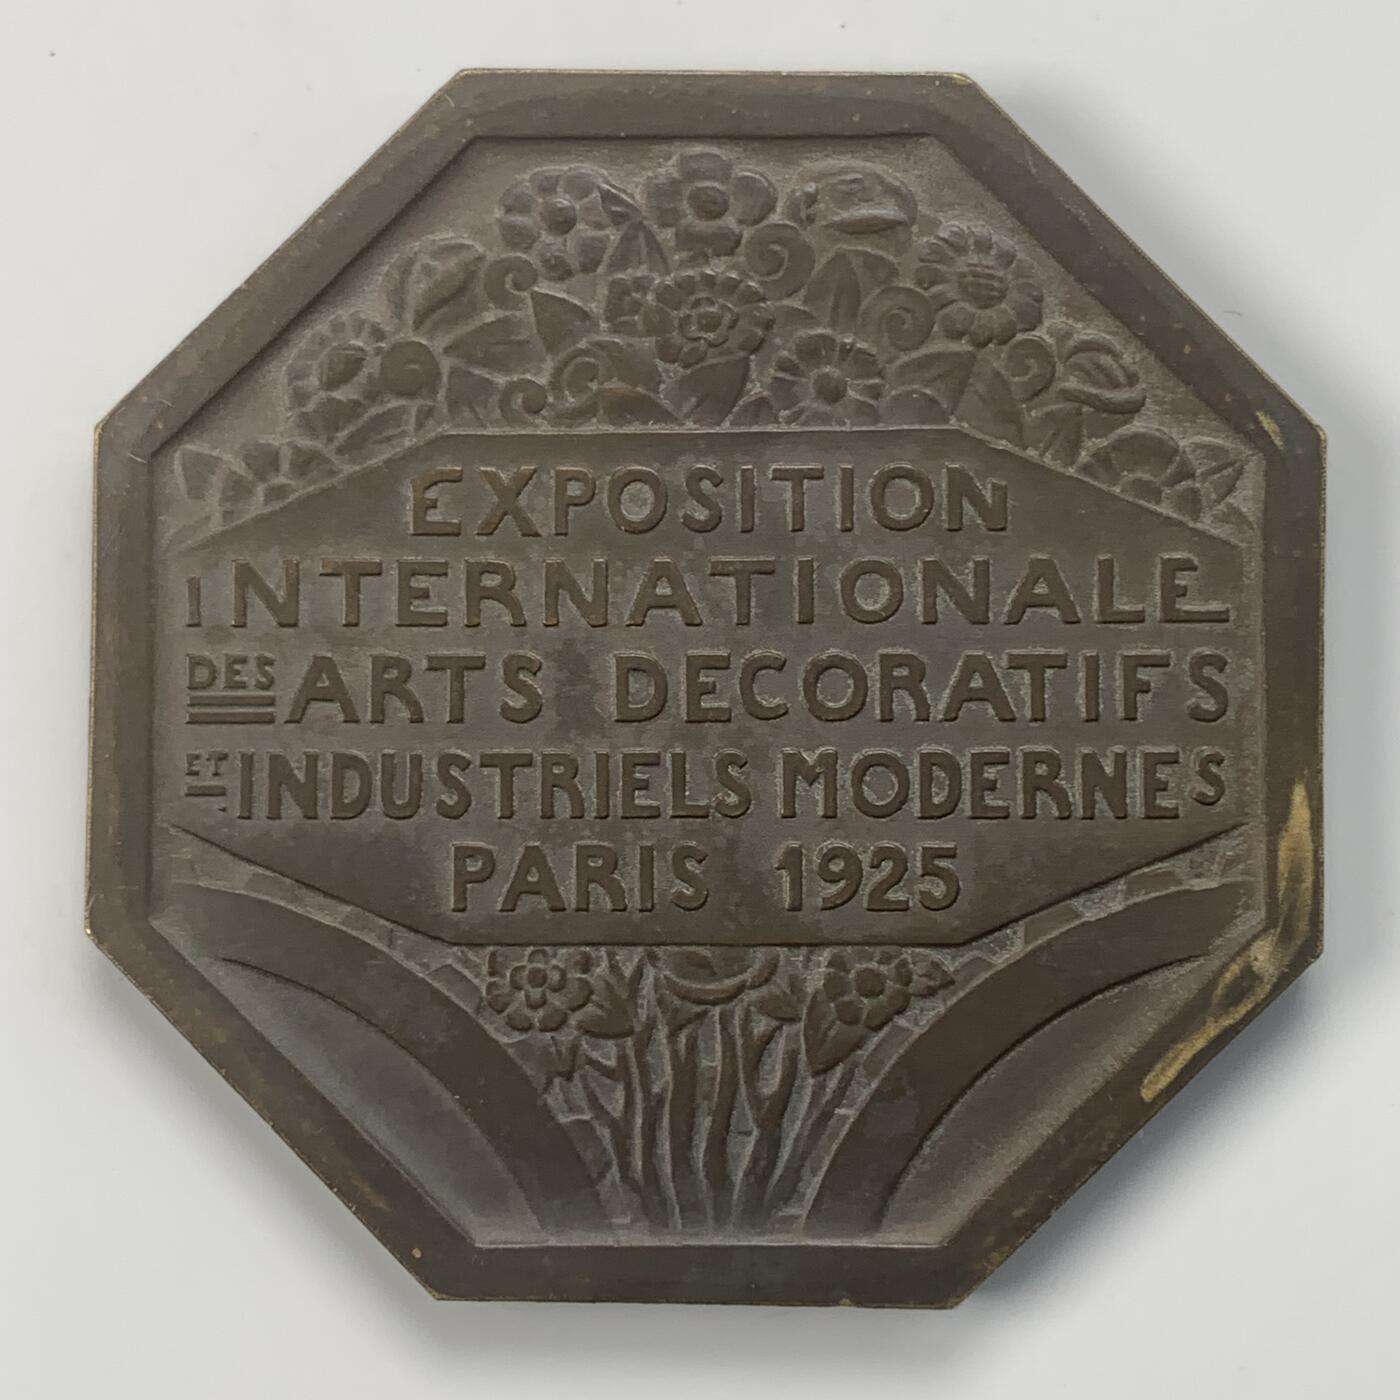 EXPOSITION
INTERNATIONALE
DES ARTS DECORATIFS
ET INDUSTRIELS MODERNES
PARIS 1925